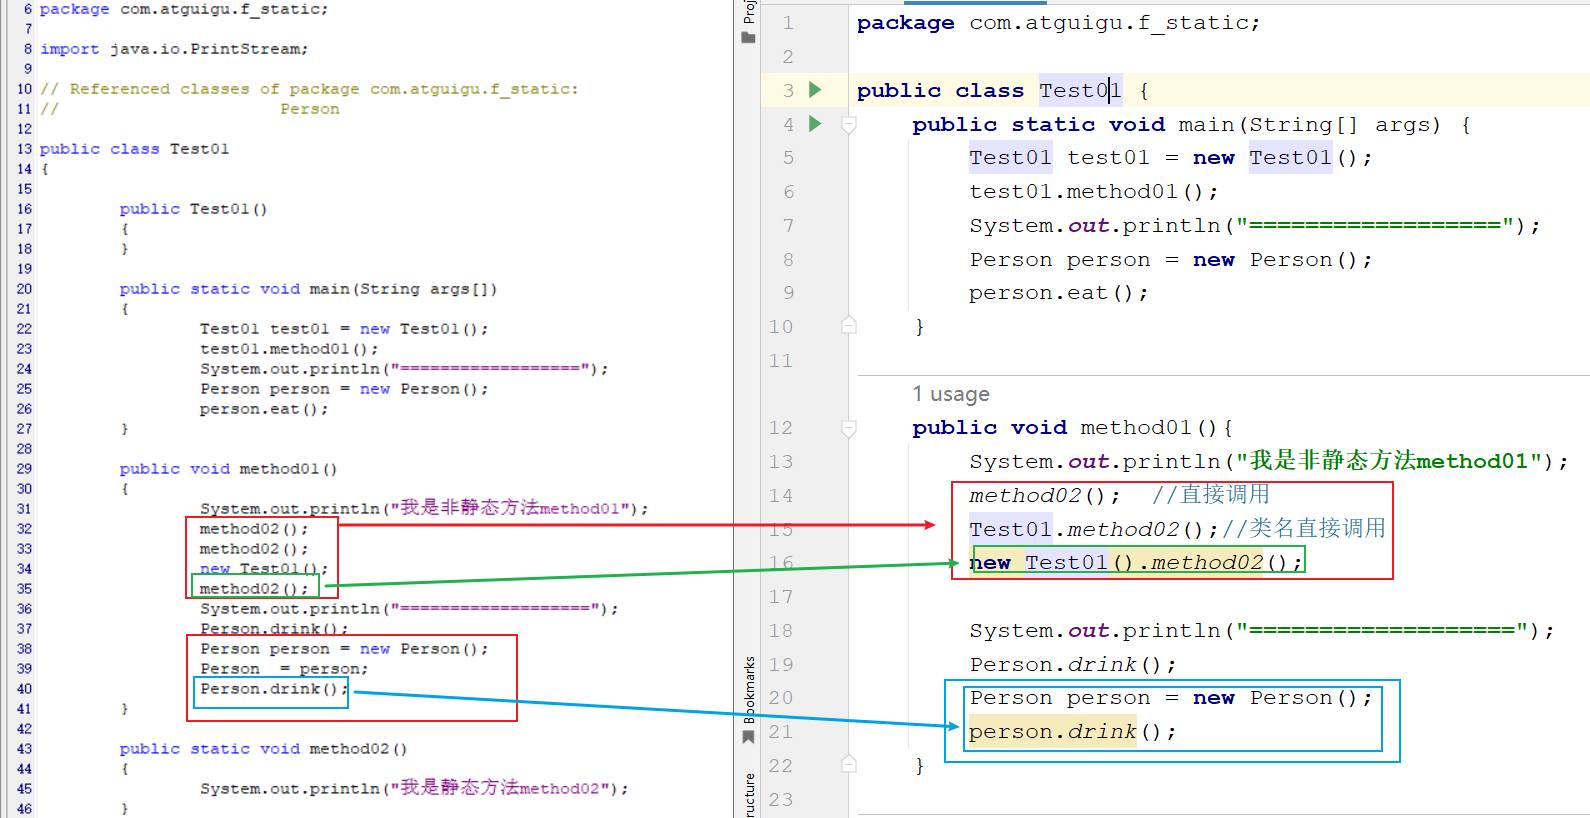 6 package com.atguigu.f_static;
7
8 import java.io.PrintStream;
9
10 // Referenced classes of package com.atguigu.f_static:
11 //                      Person
12
13 public class Test01
14 {
15
16         public Test01()
17         {
18         }
19
20         public static void main(String args[])
21         {
22                 Test01 test01 = new Test01();
23                 test01.method01();
24                 System.out.println("==================");
25                 Person person = new Person();
26                 person.eat();
27         }
28
29         public void method01()
30         {
31                 System.out.println("我是非静态方法method01");
32                 method02();
33                 method02();
34                 new Test01();
35                 method02();
36                 System.out.println("===================");
37                 Person.drink();
38                 Person person = new Person();
39                 Person  = person;
40                 Person.drink();
41         }
42
43         public static void method02()
44         {
45                 System.out.println("我是静态方法method02");
46         }
Bookmarks
1 package com.atguigu.f_static;
2
3 public class Test01 {
4     public static void main(String[] args) {
5         Test01 test01 = new Test01();
6         test01.method01();
7         System.out.println("==================");
8         Person person = new Person();
9         person.eat();
10     }
11
1 usage
12     public void method01(){
13         System.out.println("我是非静态方法method01");
14         method02();  //直接调用
15         Test01.method02();//类名直接调用
16         new Test01().method02();
17
18         System.out.println("===================");
19         Person.drink();
20         Person person = new Person();
21         person.drink();
22     }
23